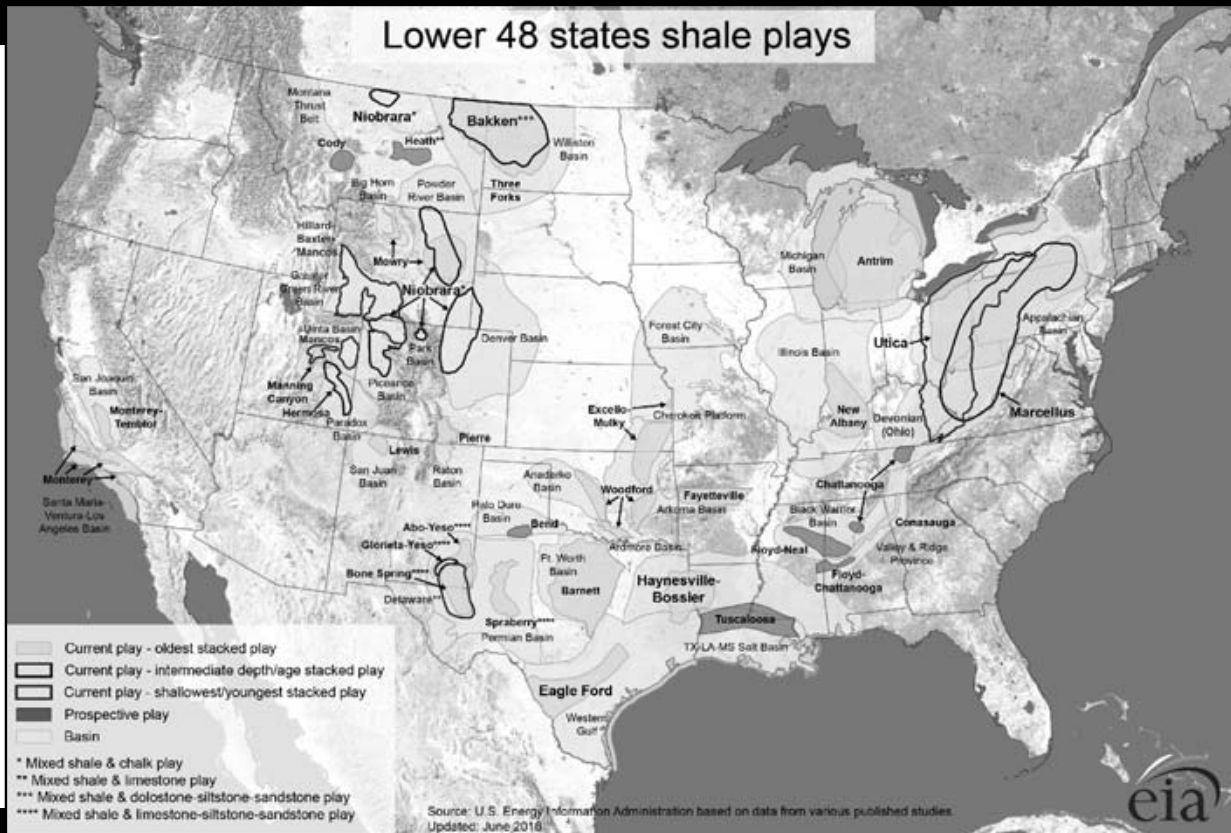 Lower 48 states shale plays
Montana
Thrust
Belt
Niobrara*
Bakken***
Cody
Heath**
Williston
Basin
Big Horn
Basin
Powder
River Basin
Three
Forks
Hilliard-
Baxter-
Mancos
Mowry
Greater
Green River
Basin
Niobrara*
Uinta Basin
Mancos
Park
Basin
Denver Basin
Manning
Canyon
Piceance
Basin
Hermosa
Paradox
Basin
San Joaquin
Basin
Monterey-
Temblor
Monterey
Santa Maria-
Ventura-Los
Angeles Basin
Pierre
Lewis
San Juan
Basin
Raton
Basin
Forest City
Basin
Excello-
Mulky
Cherokee Platform
Anadarko
Basin
Woodford
Palo Duro
Basin
Bend
Fayetteville
Arkoma Basin
Ardmore Basin
Abo-Yeso****
Glorieta-Yeso****
Bone Spring****
Delaware**
Ft. Worth
Basin
Barnett
Spraberry****
Permian Basin
Haynesville-
Bossier
Tuscaloosa
TX-LA-MS Salt Basin
Eagle Ford
Western
Gulf
Michigan
Basin
Antrim
Illinois Basin
New
Albany
Utica
Appalachian
Basin
Devonian
(Ohio)
Marcellus
Chattanooga
Black Warrior
Basin
Conasauga
Floyd-Neal
Valley & Ridge
Province
Floyd-
Chattanooga
Current play - oldest stacked play
Current play - intermediate depth/age stacked play
Current play - shallowest/youngest stacked play
Prospective play
Basin
* Mixed shale & chalk play
** Mixed shale & limestone play
*** Mixed shale & dolostone-siltstone-sandstone play
**** Mixed shale & limestone-siltstone-sandstone play
Source: U.S. Energy Information Administration based on data from various published studies.
Updated: June 2016
eia